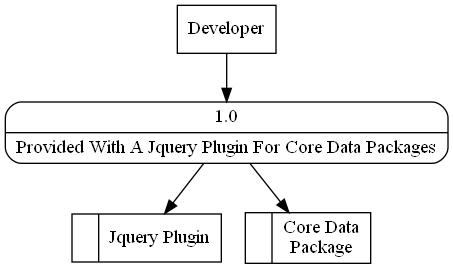 Developer
1.0
Provided With A Jquery Plugin For Core Data Packages
Jquery Plugin
Core Data
Package